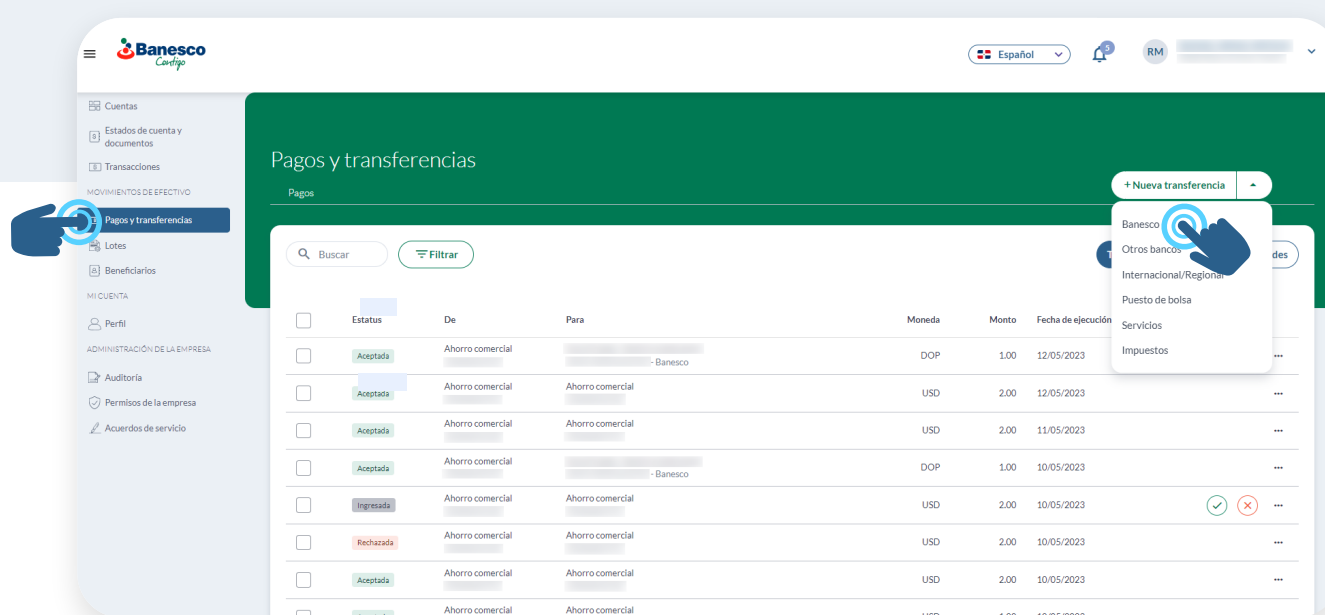 Banesco
Contigo
Español
5
RM
Cuentas
Estados de cuenta y
documentos
Transacciones
MOVIMIENTOS DE EFECTIVO
Pagos y transferencias
Lotes
Beneficiarios
MI CUENTA
Perfil
ADMINISTRACIÓN DE LA EMPRESA
Auditoría
Permisos de la empresa
Acuerdos de servicio
Pagos y transferencias
Pagos
+ Nueva transferencia
Banesco
Otros bancos
Internacional/Regional
Puesto de bolsa
Servicios
Impuestos
Buscar
Filtrar
Estatus De Para Moneda Monto Fecha de ejecución
Aceptada Ahorro comercial - Banesco DOP 1.00 12/05/2023
Aceptada Ahorro comercial Ahorro comercial USD 2.00 12/05/2023
Aceptada Ahorro comercial Ahorro comercial USD 2.00 11/05/2023
Aceptada Ahorro comercial - Banesco DOP 1.00 10/05/2023
Ingresada Ahorro comercial Ahorro comercial USD 2.00 10/05/2023
Rechazada Ahorro comercial Ahorro comercial USD 2.00 10/05/2023
Aceptada Ahorro comercial Ahorro comercial USD 2.00 10/05/2023
Ahorro comercial Ahorro comercial